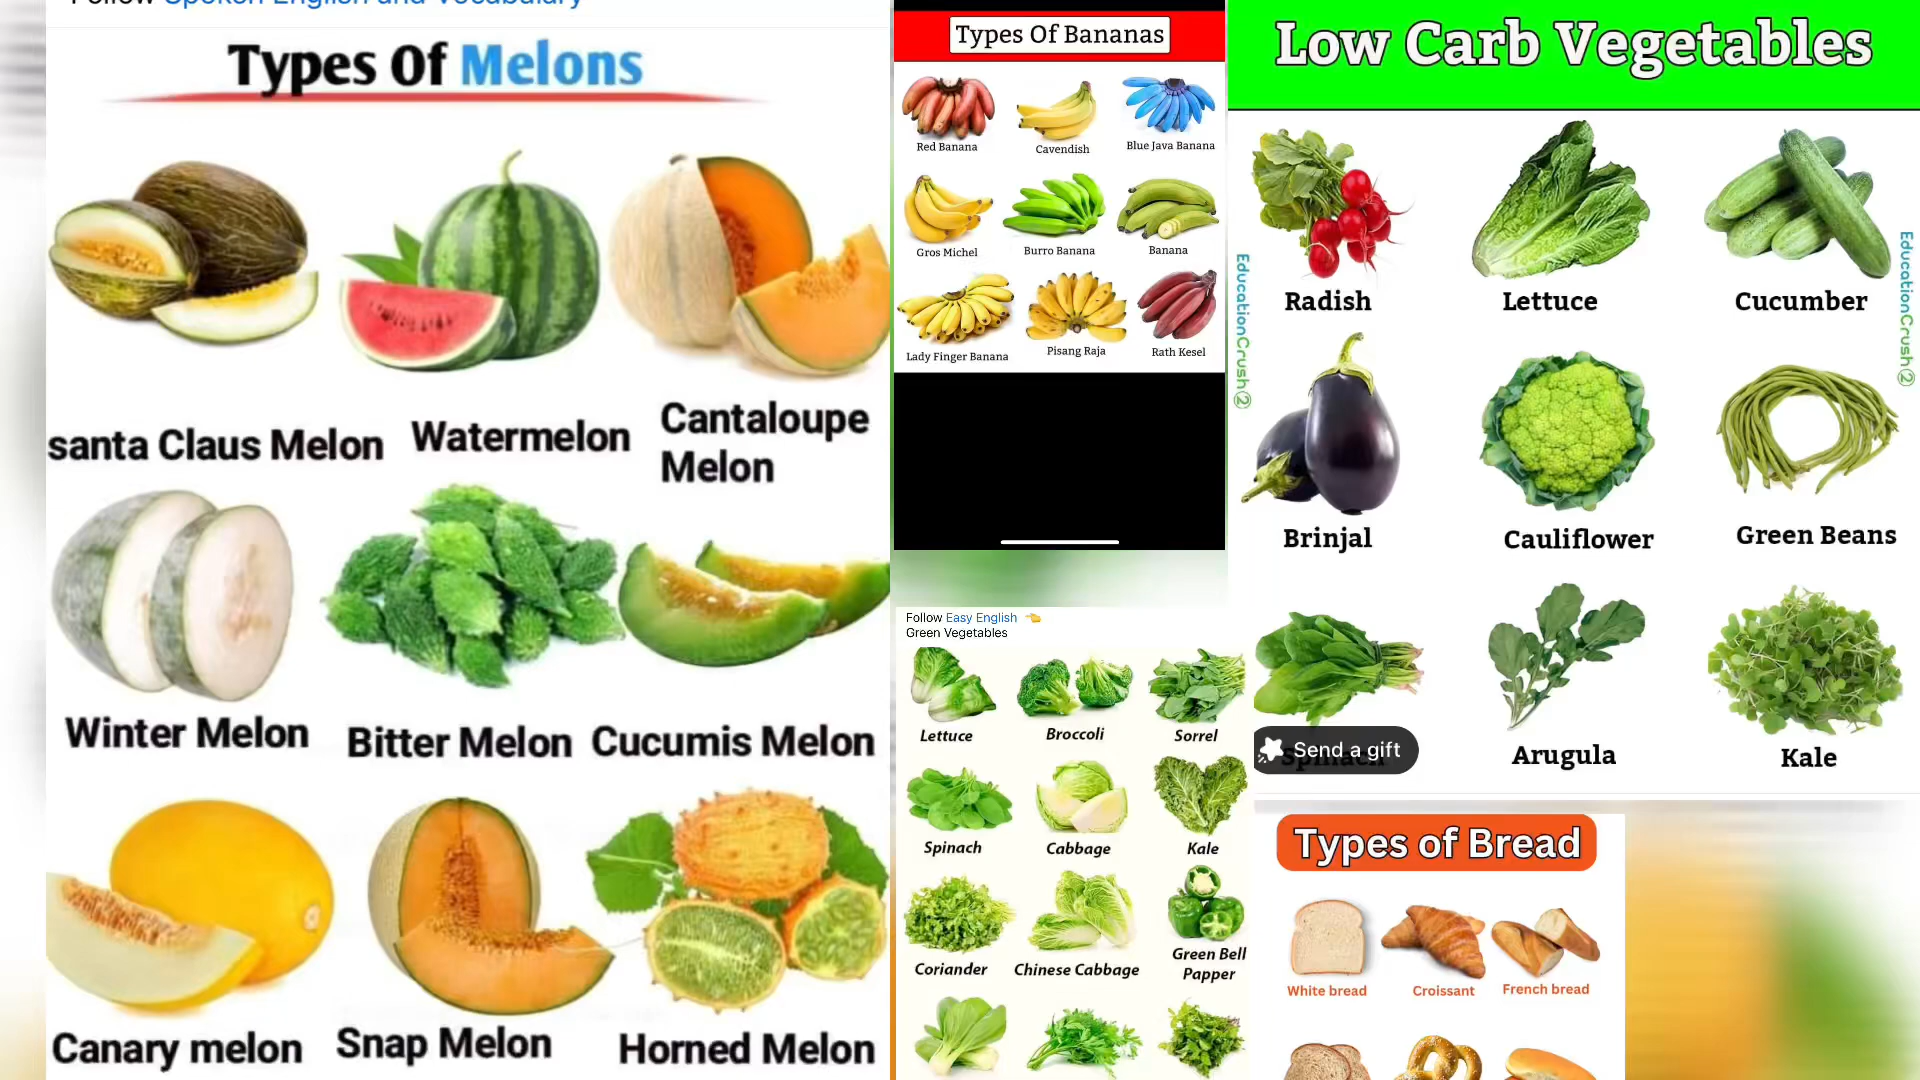 Follow Spoken English and Vocabulary
Types Of Melons
santa Claus Melon
Watermelon
Cantaloupe
Melon
Winter Melon
Bitter Melon
Cucumis Melon
Canary melon
Snap Melon
Horned Melon
Types Of Bananas
Red Banana
Cavendish
Blue Java Banana
Gros Michel
Burro Banana
Banana
Lady Finger Banana
Pisang Raja
Rath Kesel
Follow Easy English
Green Vegetables
Lettuce
Broccoli
Sorrel
Spinach
Cabbage
Kale
Coriander
Chinese Cabbage
Green Bell
Papper
Low Carb Vegetables
EducationCrush②
EducationCrush②
Radish
Lettuce
Cucumber
Brinjal
Cauliflower
Green Beans
Spinach
Send a gift
Arugula
Kale
Types of Bread
White bread
Croissant
French bread